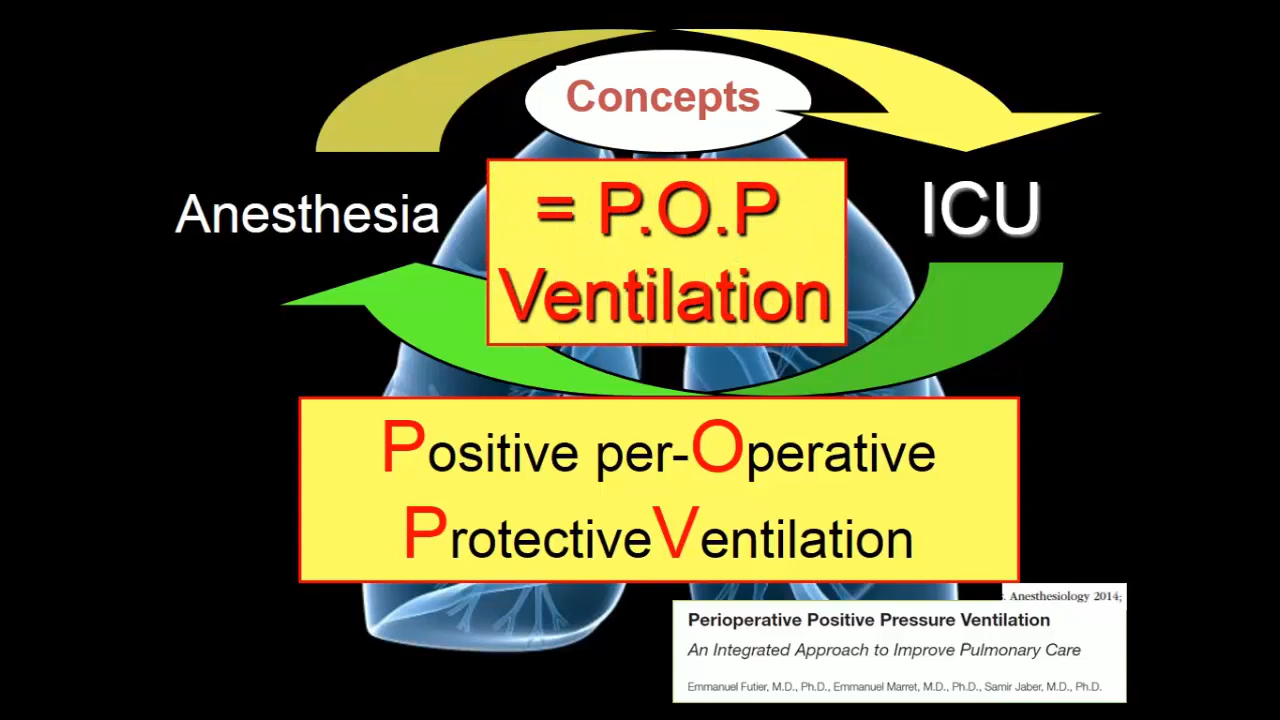 Concepts
Anesthesia
= P.O.P
Ventilation
ICU
Positive per-Operative
ProtectiveVentilation
Anesthesiology 2014;
Perioperative Positive Pressure Ventilation
An Integrated Approach to Improve Pulmonary Care
Emmanuel Futier, M.D., Ph.D., Emmanuel Marret, M.D., Ph.D., Samir Jaber, M.D., Ph.D.